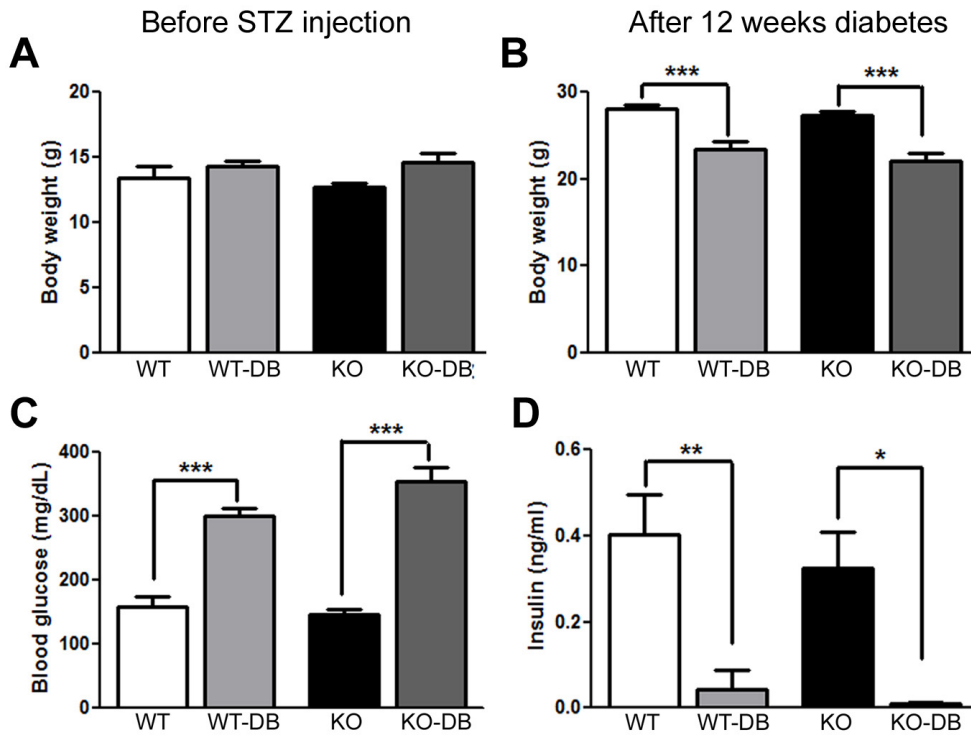 Before STZ injection
After 12 weeks diabetes
A
Body weight (g)
20
15
10
5
0
WT WT-DB KO KO-DB;
B
*** ***
Body weight (g)
30
20
10
0
WT WT-DB KO KO-DB
C
*** ***
Blood glucose (mg/dL)
400
300
200
100
0
WT WT-DB KO KO-DB
D
** *
Insulin (ng/ml)
0.6
0.4
0.2
0.0
WT WT-DB KO KO-DB